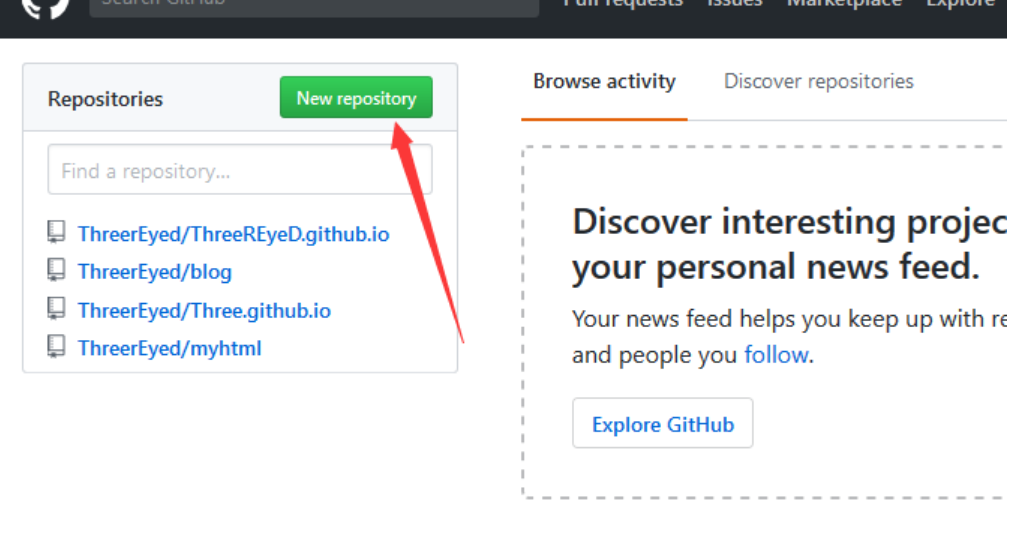 Search GitHub
Pull requests Issues Marketplace Explore
Repositories
New repository
Find a repository...
ThreerEyed/ThreeREyeD.github.io
ThreerEyed/blog
ThreerEyed/Three.github.io
ThreerEyed/myhtml
Browse activity
Discover repositories
Discover interesting projec
your personal news feed.
Your news feed helps you keep up with re
and people you follow.
Explore GitHub